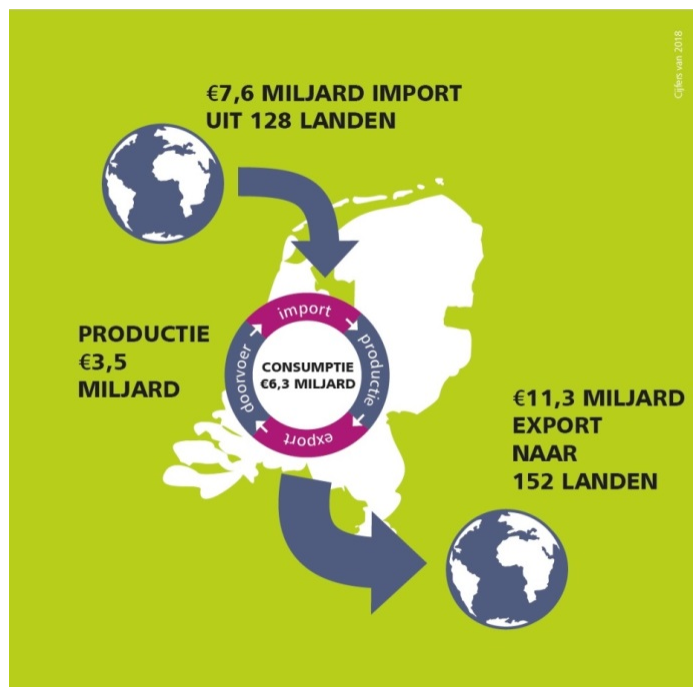 Cijfers van 2018
€7,6 MILJARD IMPORT
UIT 128 LANDEN
import
PRODUCTIE
€3,5
MILJARD
doorvoer
CONSUMPTIE
€6,3 MILJARD
productie
export
€11,3 MILJARD
EXPORT
NAAR
152 LANDEN